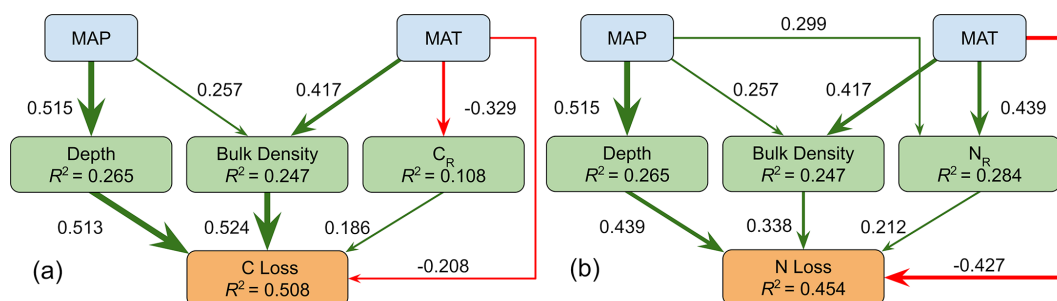 MAP
MAT
0.515
0.257
0.417
-0.329
Depth
R² = 0.265
Bulk Density
R² = 0.247
C_R
R² = 0.108
0.513
0.524
0.186
-0.208
(a)
C Loss
R² = 0.508
MAP
0.299
MAT
0.515
0.257
0.417
0.439
Depth
R² = 0.265
Bulk Density
R² = 0.247
N_R
R² = 0.284
0.439
0.338
0.212
-0.427
(b)
N Loss
R² = 0.454